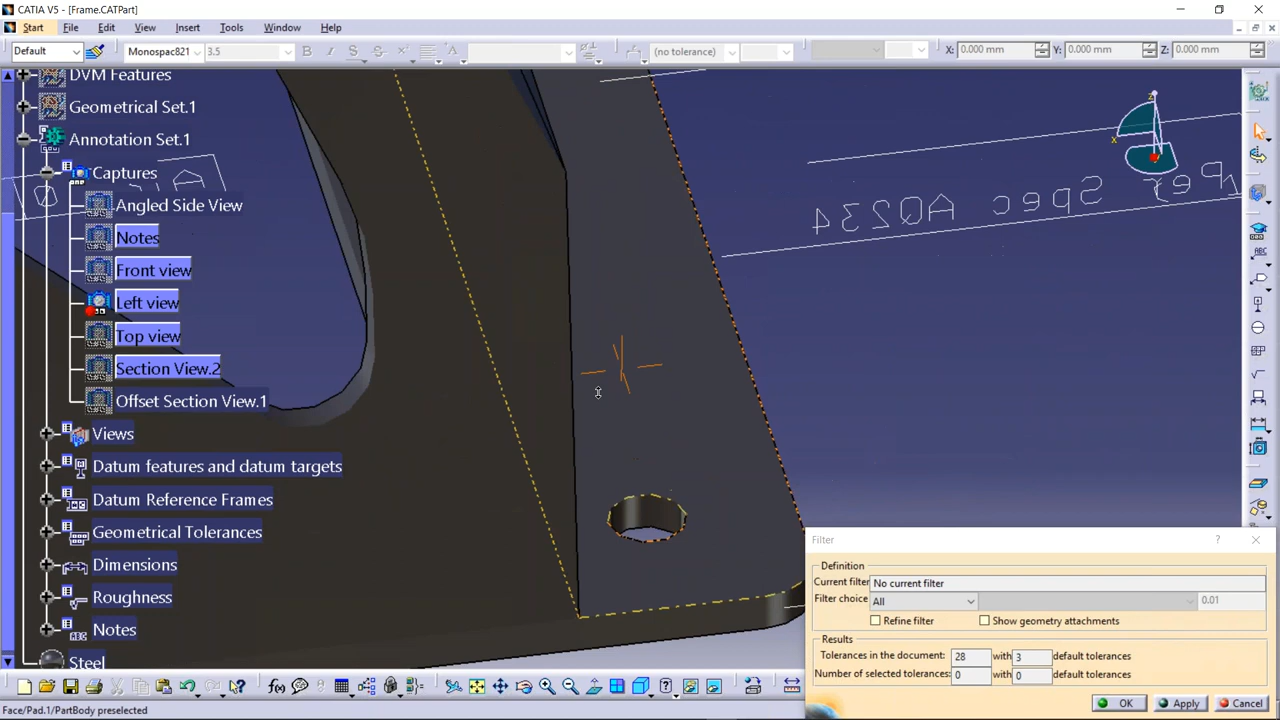 CATIA V5 - [Frame.CATPart]
Start File Edit View Insert Tools Window Help
Default Monospac821 3.5 B I S S (no tolerance) X: 0.000 mm Y: 0.000 mm Z: 0.000 mm
DVM Features
Geometrical Set.1
Annotation Set.1
Captures
Angled Side View
Notes
Front view
Left view
Top view
Section View.2
Offset Section View.1
Views
Datum features and datum targets
Datum Reference Frames
Geometrical Tolerances
Dimensions
Roughness
Notes
Steel
Per Spec A0234
z
x
Filter ?
Definition
Current filter No current filter
Filter choice All 0.01
Refine filter Show geometry attachments
Results
Tolerances in the document: 28 with 3 default tolerances
Number of selected tolerances: 0 with 0 default tolerances
OK Apply Cancel
Face/Pad.1/PartBody preselected